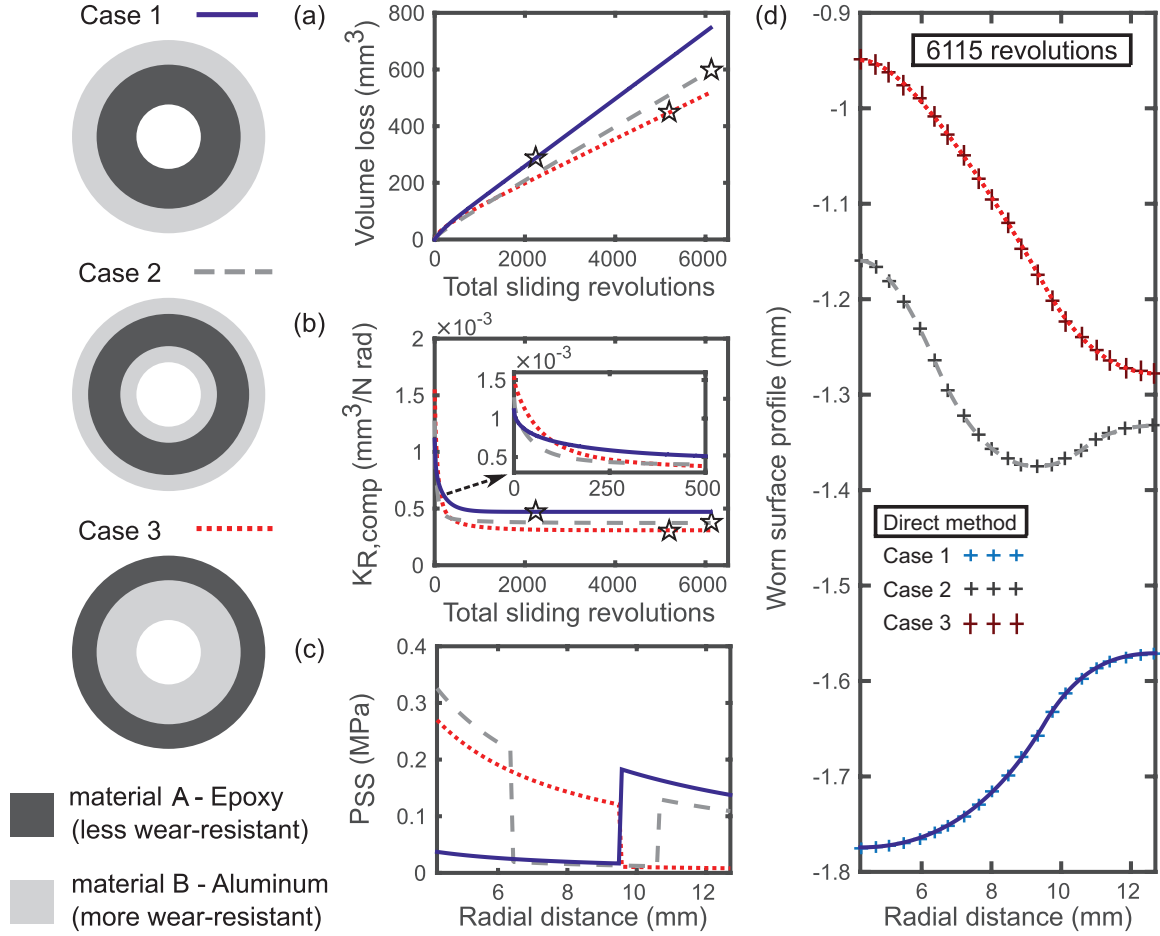 Case 1
Case 2
Case 3
material A - Epoxy
(less wear-resistant)
material B - Aluminum
(more wear-resistant)
(a)
Volume loss (mm³)
800
600
400
200
0
0 2000 4000 6000
Total sliding revolutions
(b)
×10⁻³
K_R,comp (mm³/N rad)
2
1.5
1
0.5
0
×10⁻³
1.5
1
0.5
0 250 500
0 2000 4000 6000
Total sliding revolutions
(c)
P_SS (MPa)
0.4
0.3
0.2
0.1
0
6 8 10 12
Radial distance (mm)
(d)
Worn surface profile (mm)
-0.9
-1
-1.1
-1.2
-1.3
-1.4
-1.5
-1.6
-1.7
-1.8
6115 revolutions
Direct method
Case 1
Case 2
Case 3
6 8 10 12
Radial distance (mm)